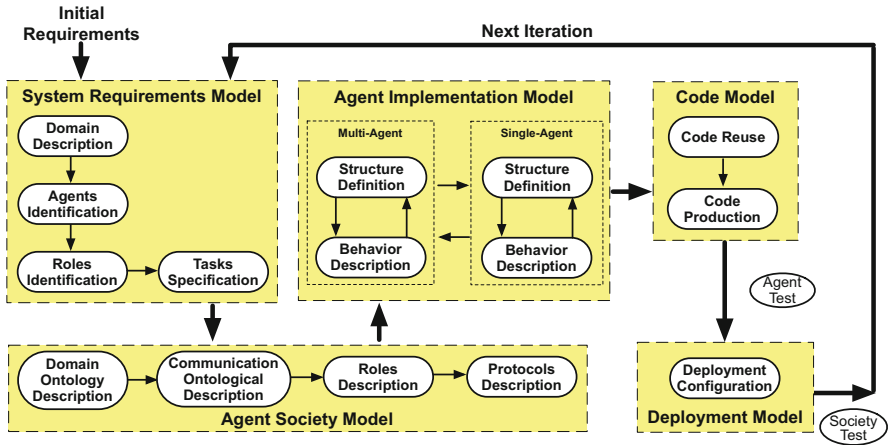 Initial
Requirements
Next Iteration
System Requirements Model
Domain
Description
Agents
Identification
Roles
Identification
Tasks
Specification
Agent Implementation Model
Multi-Agent
Structure
Definition
Behavior
Description
Single-Agent
Structure
Definition
Behavior
Description
Code Model
Code Reuse
Code
Production
Agent
Test
Domain
Ontology
Description
Communication
Ontological
Description
Roles
Description
Protocols
Description
Agent Society Model
Deployment
Configuration
Deployment Model
Society
Test